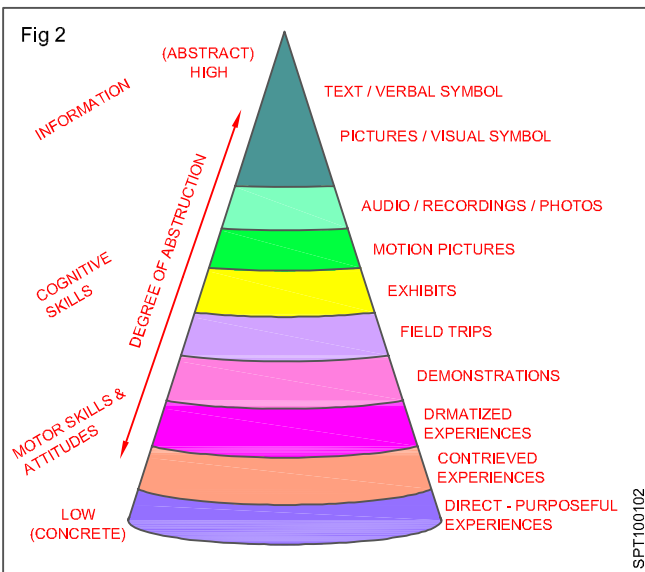 Fig 2
(ABSTRACT)
HIGH
INFORMATION
TEXT / VERBAL SYMBOL
PICTURES / VISUAL SYMBOL
DEGREE OF ABSTRUCTION
AUDIO / RECORDINGS / PHOTOS
MOTION PICTURES
COGNITIVE
SKILLS
EXHIBITS
FIELD TRIPS
DEMONSTRATIONS
MOTOR SKILLS &
ATTITUDES
DRMATIZED
EXPERIENCES
CONTRIEVED
EXPERIENCES
DIRECT - PURPOSEFUL
EXPERIENCES
LOW
(CONCRETE)
SPT100102